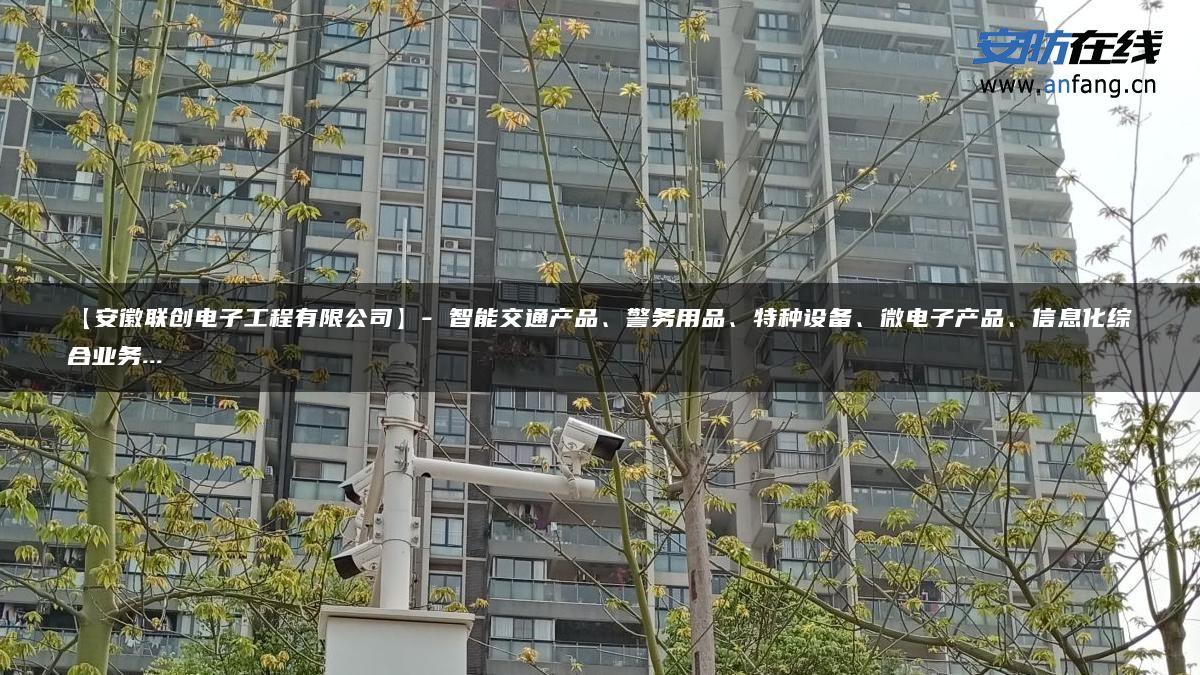 安防在线
www.anfang.cn
【安徽联创电子工程有限公司】- 智能交通产品、警务用品、特种设备、微电子产品、信息化综
合业务...